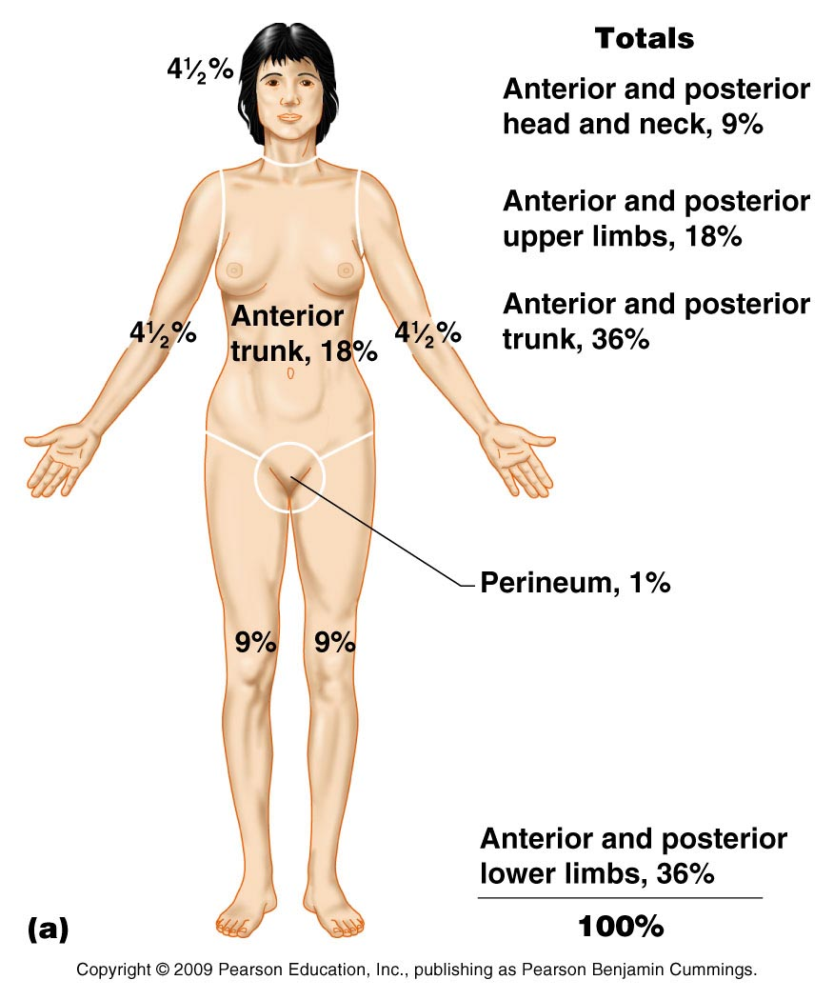 Totals
4½%
Anterior and posterior
head and neck, 9%
Anterior and posterior
upper limbs, 18%
Anterior and posterior
trunk, 36%
4½%
Anterior
trunk, 18%
4½%
Perineum, 1%
9%
9%
Anterior and posterior
lower limbs, 36%
100%
(a)
Copyright © 2009 Pearson Education, Inc., publishing as Pearson Benjamin Cummings.